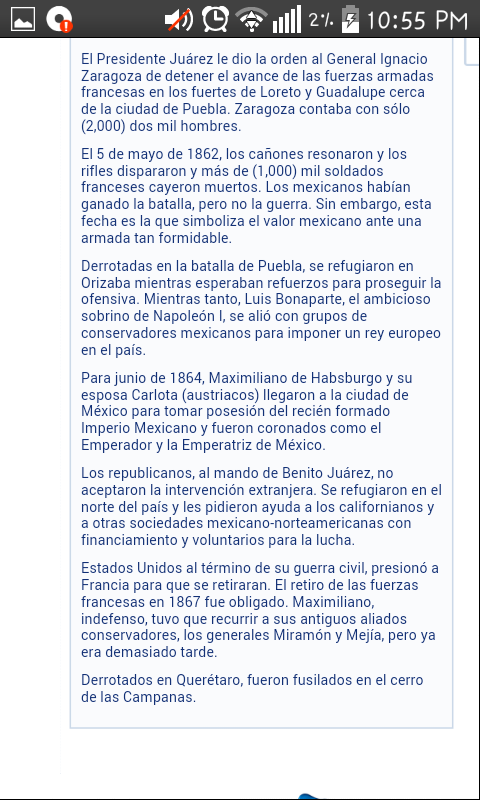 2% 10:55 PM
El Presidente Juárez le dio la orden al General Ignacio
Zaragoza de detener el avance de las fuerzas armadas
francesas en los fuertes de Loreto y Guadalupe cerca
de la ciudad de Puebla. Zaragoza contaba con sólo
(2,000) dos mil hombres.
El 5 de mayo de 1862, los cañones resonaron y los
rifles dispararon y más de (1,000) mil soldados
franceses cayeron muertos. Los mexicanos habían
ganado la batalla, pero no la guerra. Sin embargo, esta
fecha es la que simboliza el valor mexicano ante una
armada tan formidable.
Derrotadas en la batalla de Puebla, se refugiaron en
Orizaba mientras esperaban refuerzos para proseguir la
ofensiva. Mientras tanto, Luis Bonaparte, el ambicioso
sobrino de Napoleón I, se alió con grupos de
conservadores mexicanos para imponer un rey europeo
en el país.
Para junio de 1864, Maximiliano de Habsburgo y su
esposa Carlota (austriacos) llegaron a la ciudad de
México para tomar posesión del recién formado
Imperio Mexicano y fueron coronados como el
Emperador y la Emperatriz de México.
Los republicanos, al mando de Benito Juárez, no
aceptaron la intervención extranjera. Se refugiaron en el
norte del país y les pidieron ayuda a los californianos y
a otras sociedades mexicano-norteamericanas con
financiamiento y voluntarios para la lucha.
Estados Unidos al término de su guerra civil, presionó a
Francia para que se retiraran. El retiro de las fuerzas
francesas en 1867 fue obligado. Maximiliano,
indefenso, tuvo que recurrir a sus antiguos aliados
conservadores, los generales Miramón y Mejía, pero ya
era demasiado tarde.
Derrotados en Querétaro, fueron fusilados en el cerro
de las Campanas.